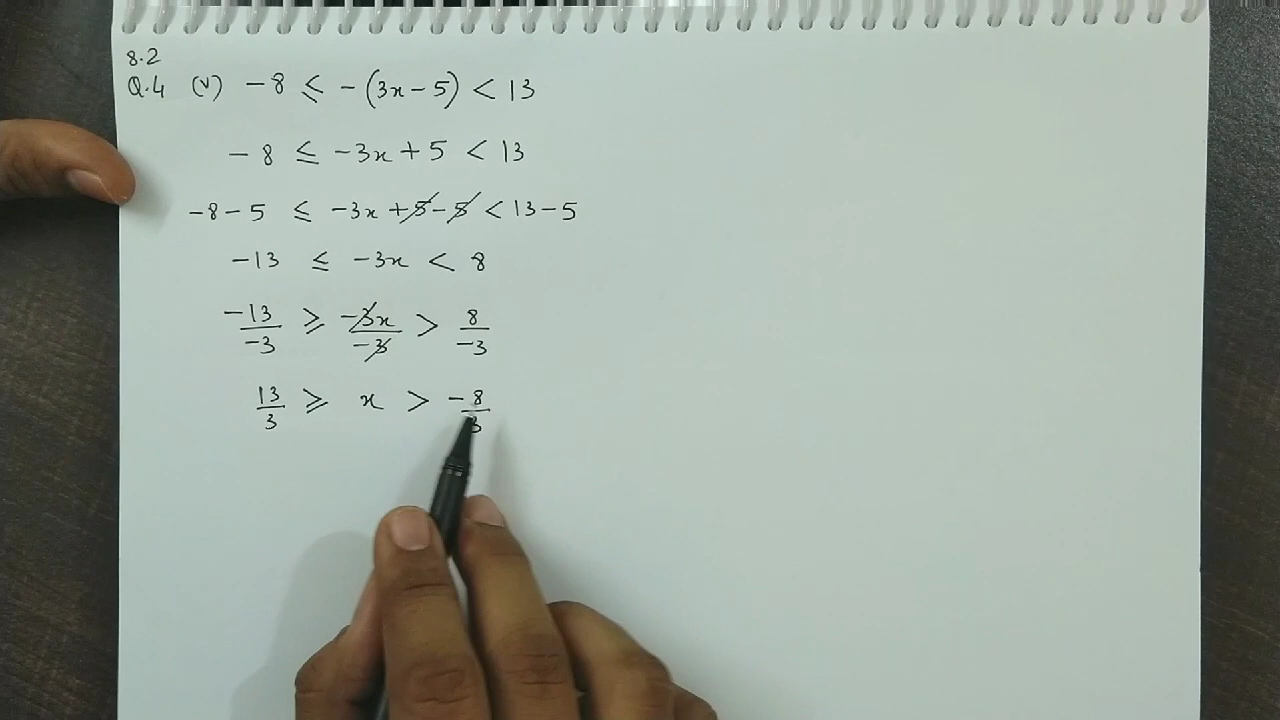 8.2
Q.4 (v) -8 ≤ -(3x-5) < 13
-8 ≤ -3x+5 < 13
-8-5 ≤ -3x+5-5 < 13-5
-13 ≤ -3x < 8
-13/-3 ≥ -3x/-3 > 8/-3
13/3 ≥ x > -8/3